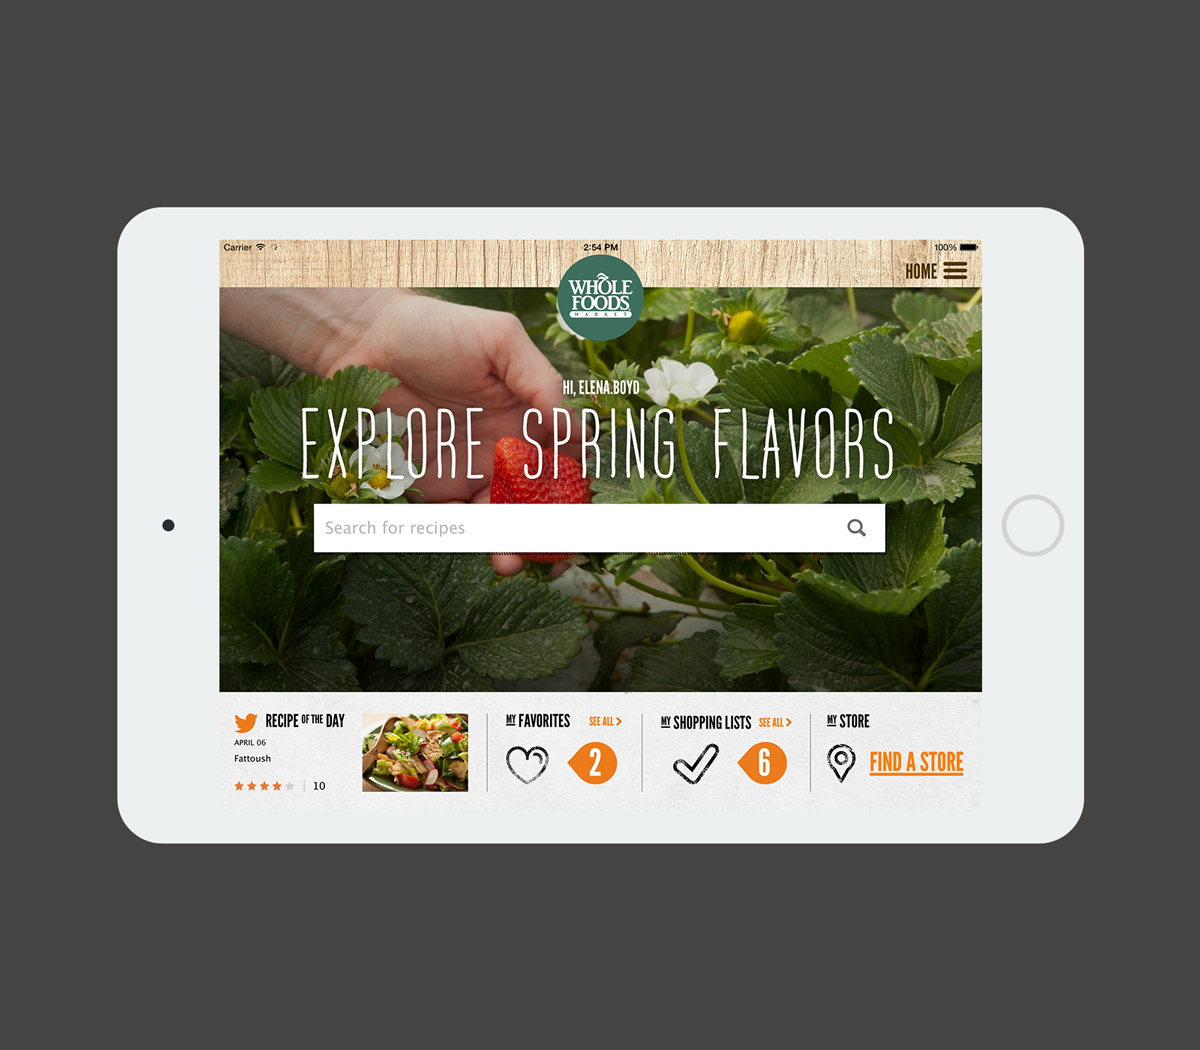 Carrier
2:54 PM
100%
HOME
WHOLE
FOODS
MARKET
HI, ELENA.BOYD
EXPLORE SPRING FLAVORS
Search for recipes
RECIPE OF THE DAY
APRIL 06
Fattoush
10
MY FAVORITES
SEE ALL
2
MY SHOPPING LISTS
SEE ALL
6
MY STORE
FIND A STORE